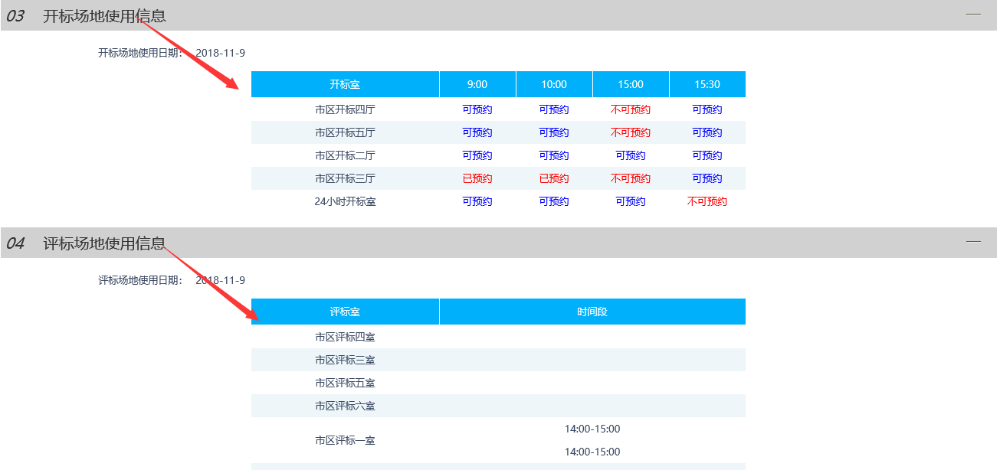 03 开标场地使用信息
开标场地使用日期： 2018-11-9
开标室 9:00 10:00 15:00 15:30
市区开标四厅 可预约 可预约 不可预约 可预约
市区开标五厅 可预约 可预约 不可预约 可预约
市区开标二厅 可预约 可预约 可预约 可预约
市区开标三厅 已预约 已预约 不可预约 可预约
24小时开标室 可预约 可预约 可预约 不可预约
04 评标场地使用信息
评标场地使用日期： 2018-11-9
评标室 时间段
市区评标四室
市区评标三室
市区评标五室
市区评标六室
市区评标一室 14:00-15:00
14:00-15:00